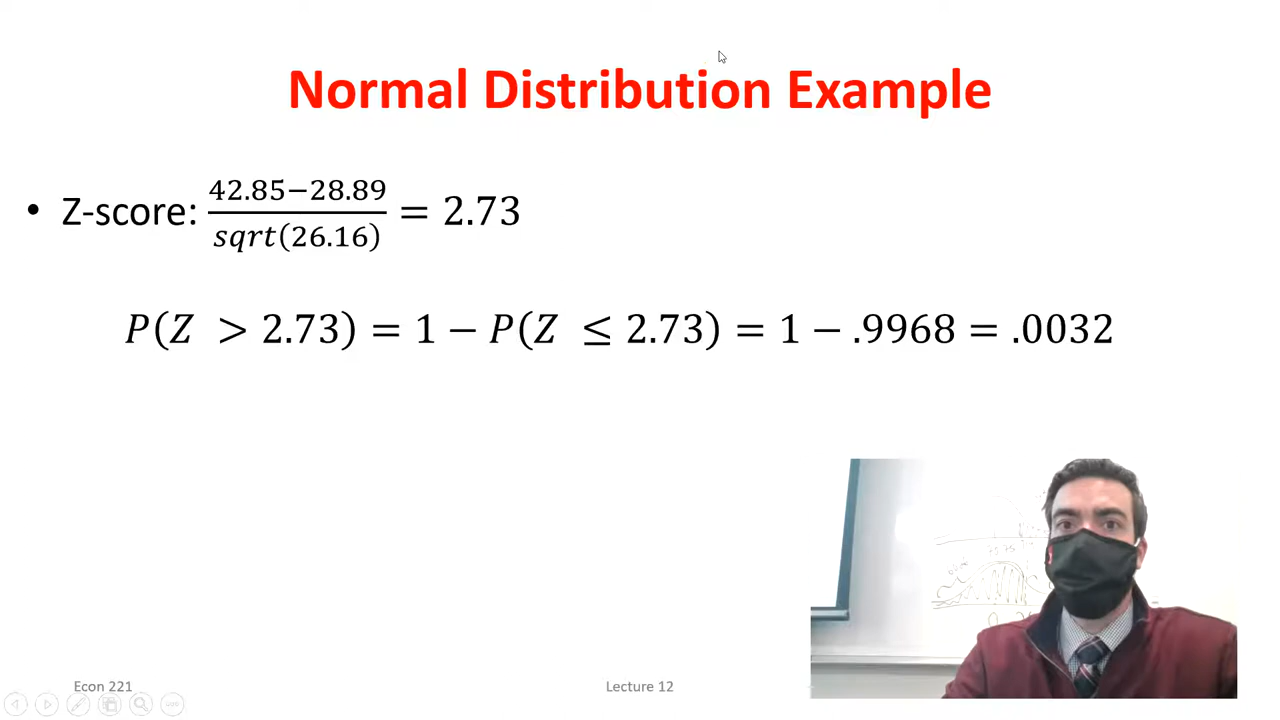 Normal Distribution Example
• Z-score: \frac{42.85−28.89}{sqrt(26.16)} = 2.73
P(Z > 2.73) = 1 − P(Z ≤ 2.73) = 1 − .9968 = .0032
Econ 221
Lecture 12